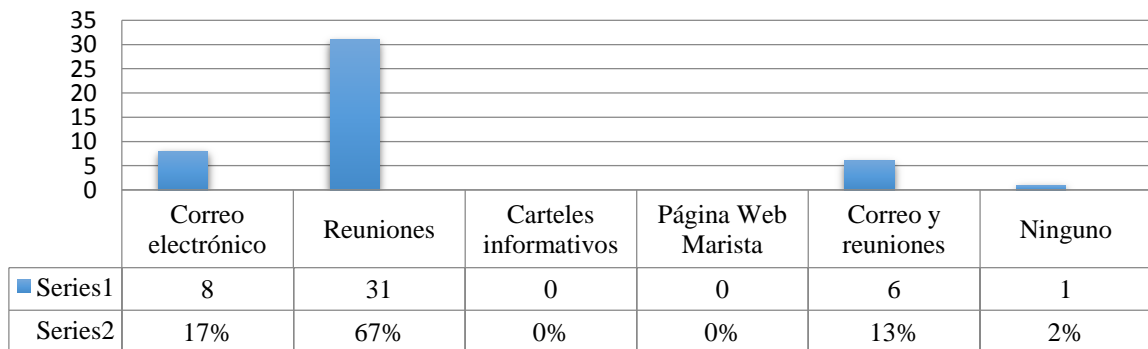 35
30
25
20
15
10
5
0
Correo electrónico Reuniones Carteles informativos Página Web Marista Correo y reuniones Ninguno
Series1 8 31 0 0 6 1
Series2 17% 67% 0% 0% 13% 2%